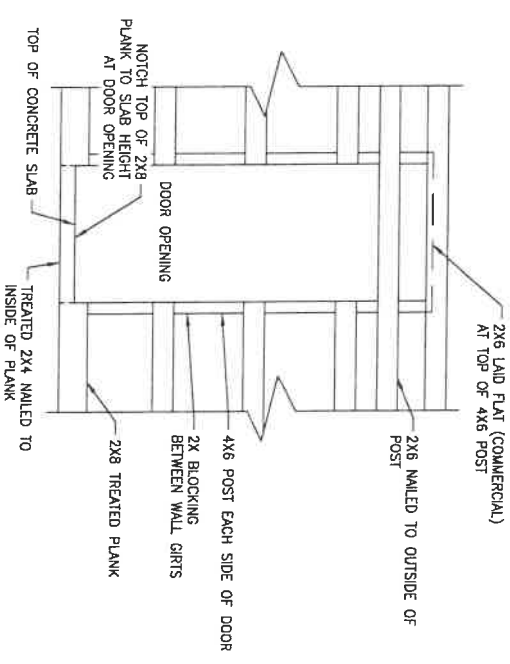 2X6 LAID FLAT (COMMERCIAL)
AT TOP OF 4X6 POST
2X6 NAILED TO OUTSIDE OF
POST
4X6 POST EACH SIDE OF DOOR
2X BLOCKING
BETWEEN WALL GIRTS
2X8 TREATED PLANK
TREATED 2X4 NAILED TO
INSIDE OF PLANK
DOOR OPENING
NOTCH TOP OF 2X8
PLANK TO SLAB HEIGHT
AT DOOR OPENING
TOP OF CONCRETE SLAB